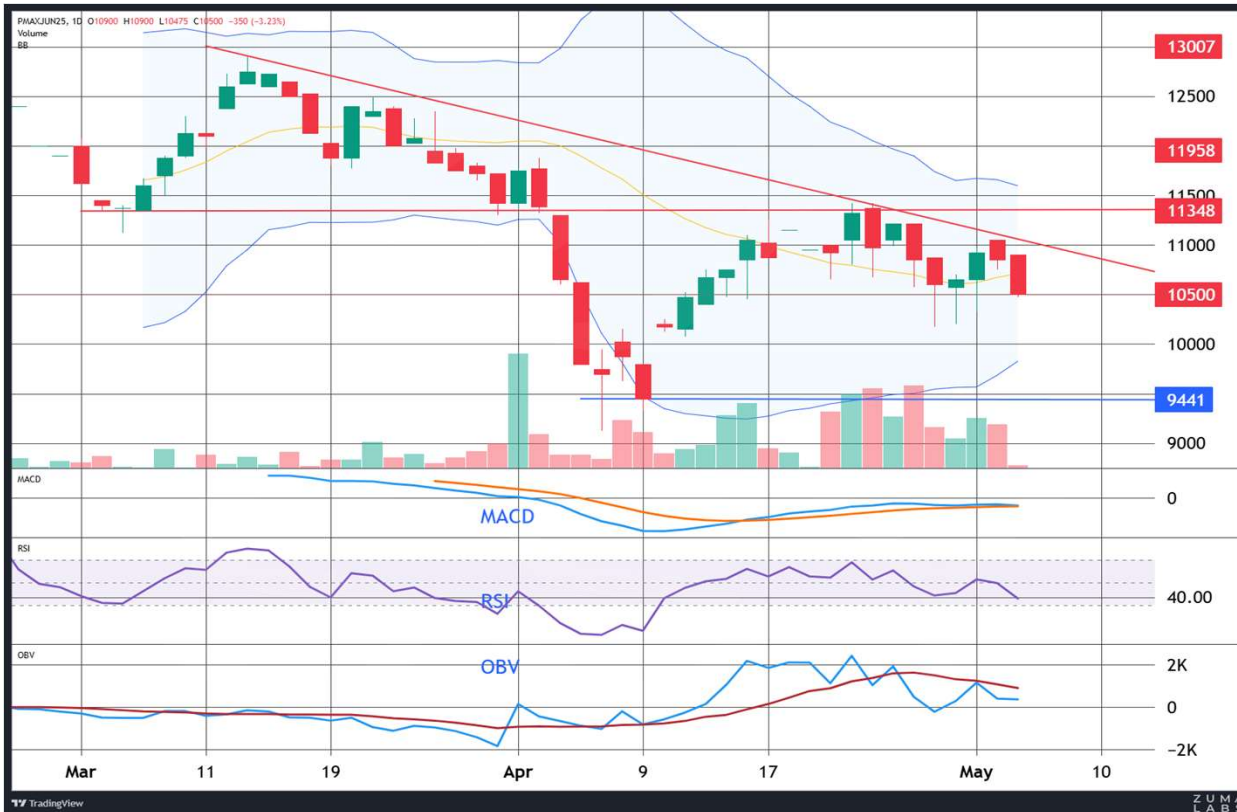 PMAXJUN25, 1D O10900 H10900 L10475 C10500 −350 (−3.23%)
Volume
BB
13007
12500
11958
11500
11348
11000
10500
10000
9441
9000
MACD
0
MACD
RSI
RSI
40.00
OBV
OBV
2K
0
−2K
Mar 11 19 Apr 9 17 May 10
TradingView
ZUMA
LABS